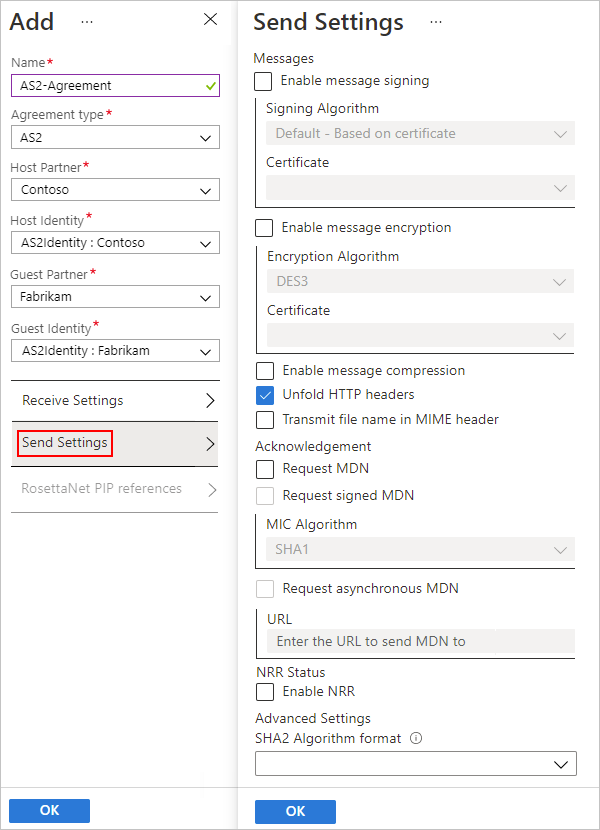 Add ...
Name*
AS2-Agreement
Agreement type*
AS2
Host Partner*
Contoso
Host Identity*
AS2Identity : Contoso
Guest Partner*
Fabrikam
Guest Identity*
AS2Identity : Fabrikam
Receive Settings
Send Settings
RosettaNet PIP references
OK
Send Settings ...
Messages
Enable message signing
Signing Algorithm
Default - Based on certificate
Certificate
Enable message encryption
Encryption Algorithm
DES3
Certificate
Enable message compression
Unfold HTTP headers
Transmit file name in MIME header
Acknowledgement
Request MDN
Request signed MDN
MIC Algorithm
SHA1
Request asynchronous MDN
URL
Enter the URL to send MDN to
NRR Status
Enable NRR
Advanced Settings
SHA2 Algorithm format
OK